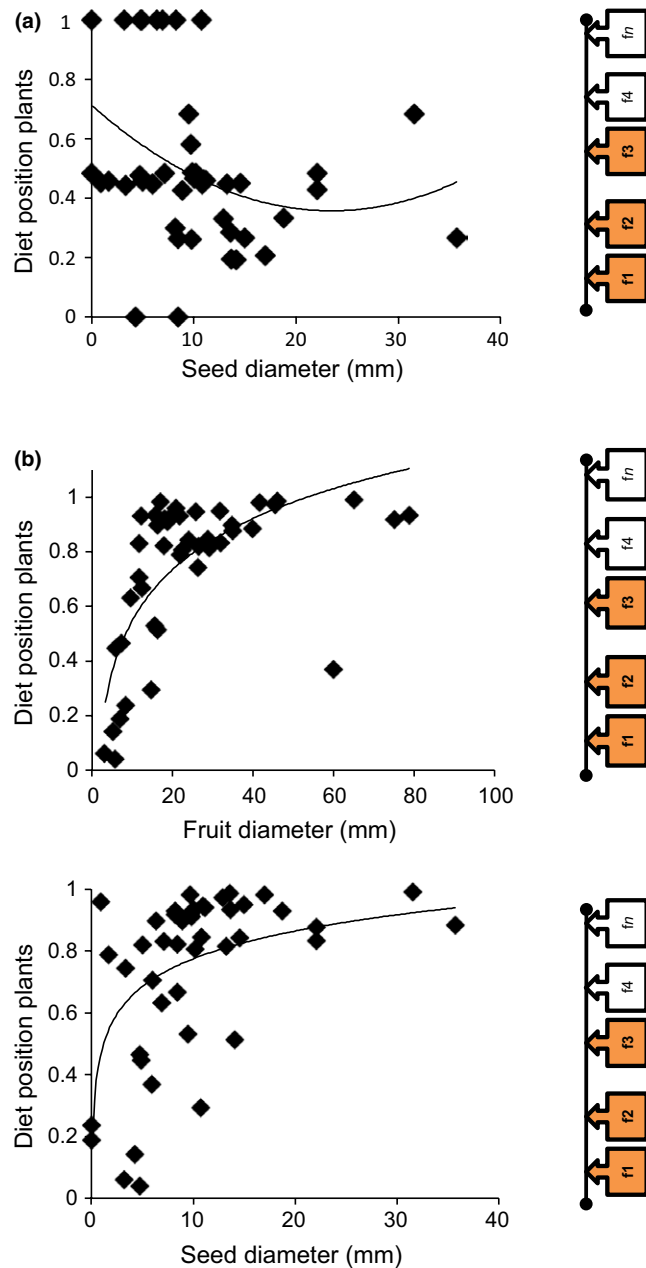 (a)
1
0.8
0.6
0.4
0.2
0
Diet position plants
0 10 20 30 40
Seed diameter (mm)
fn
f4
f3
f2
f1
(b)
1
0.8
0.6
0.4
0.2
0
Diet position plants
0 20 40 60 80 100
Fruit diameter (mm)
fn
f4
f3
f2
f1
1
0.8
0.6
0.4
0.2
0
Diet position plants
0 10 20 30 40
Seed diameter (mm)
fn
f4
f3
f2
f1